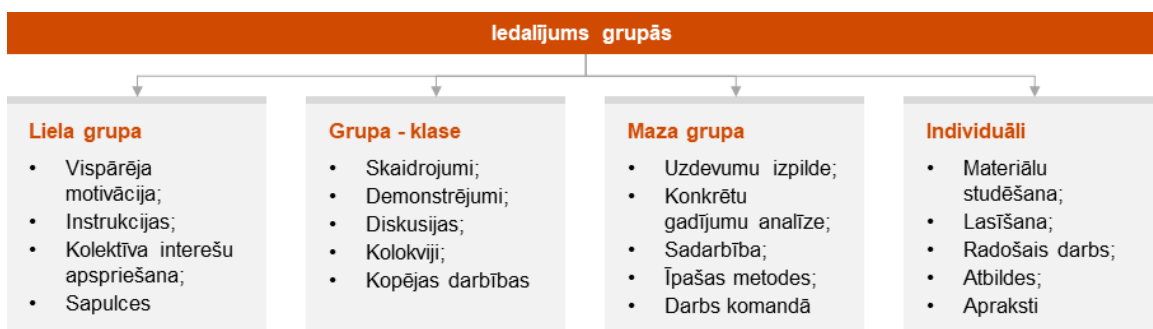 Iedalījums grupās
Liela grupa
• Vispārēja
motivācija;
• Instrukcijas;
• Kolektīva interešu
apspriešana;
• Sapulces
Grupa - klase
• Skaidrojumi;
• Demonstrējumi;
• Diskusijas;
• Kolokviji;
• Kopējas darbības
Maza grupa
• Uzdevumu izpilde;
• Konkrētu
gadījumu analīze;
• Sadarbība;
• Īpašas metodes;
• Darbs komandā
Individuāli
• Materiālu
studēšana;
• Lasīšana;
• Radošais darbs;
• Atbildes;
• Apraksti